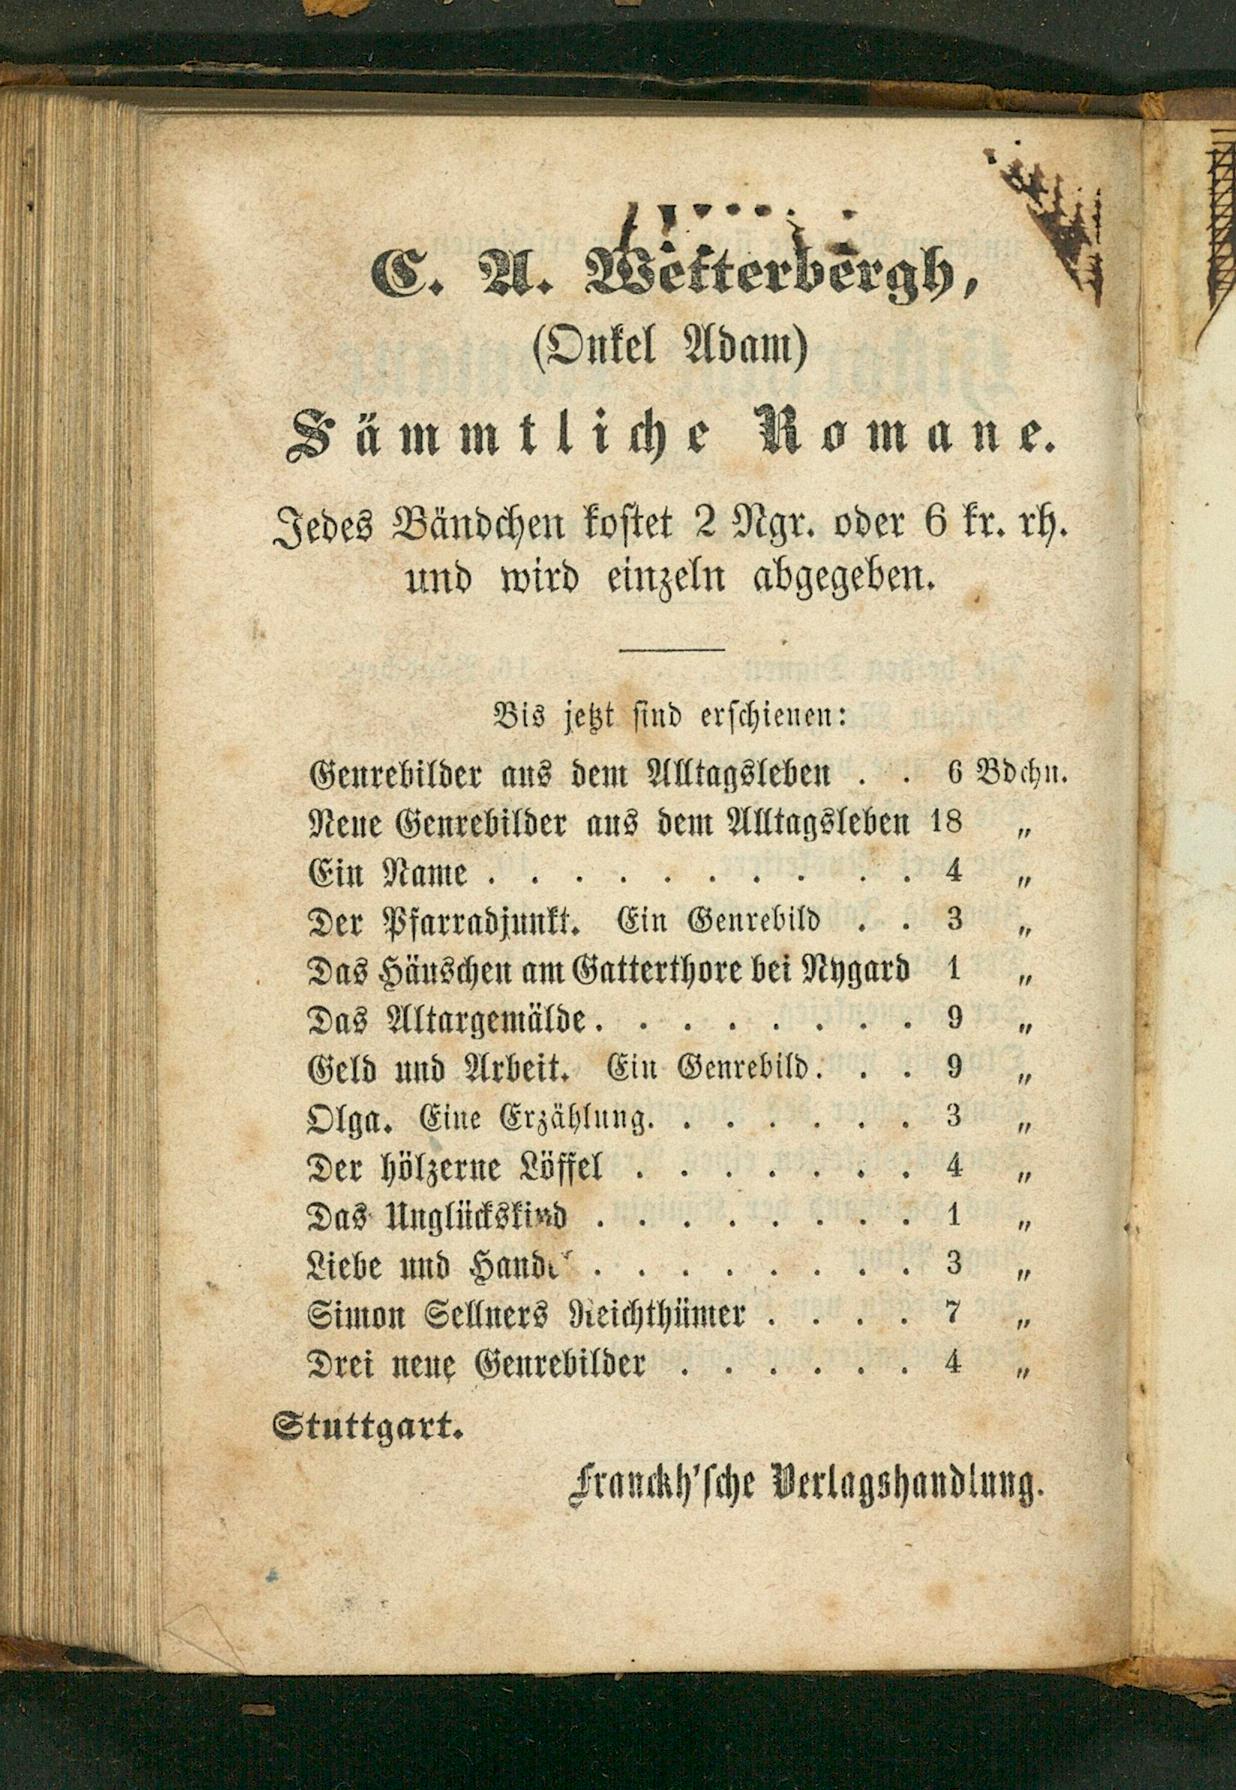 C. A. Wetterbergh,
(Onkel Adam)
Sämmtliche Romane.
Jedes Bändchen kostet 2 Ngr. oder 6 kr. rh.
und wird einzeln abgegeben.
Bis jetzt sind erschienen:
Genrebilder aus dem Alltagsleben . . 6 Bdchn.
Neue Genrebilder aus dem Alltagsleben 18 „
Ein Name . . . . . . . . . . 4 „
Der Pfarradjunkt. Ein Genrebild . . 3 „
Das Häuschen am Gatterthore bei Nygard 1 „
Das Altargemälde. . . . . . . . 9 „
Geld und Arbeit. Ein Genrebild. . . 9 „
Olga. Eine Erzählung. . . . . . . 3 „
Der hölzerne Löffel . . . . . . . 4 „
Das Unglückskind . . . . . . . . 1 „
Liebe und Handel . . . . . . . . 3 „
Simon Sellners Reichthümer . . . . 7 „
Drei neue Genrebilder . . . . . . 4 „
Stuttgart.
Franckh'sche Verlagshandlung.